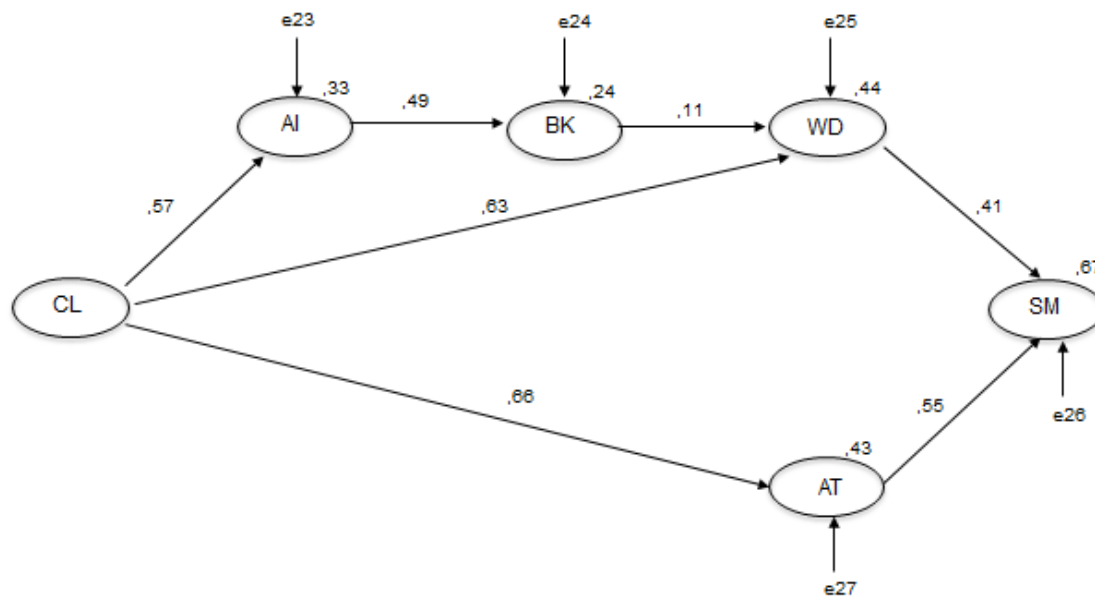 e23
e24
e25
,33
,24
,44
AI
,49
BK
,11
WD
,57
,63
,41
CL
,67
SM
,66
,55
e26
,43
AT
e27